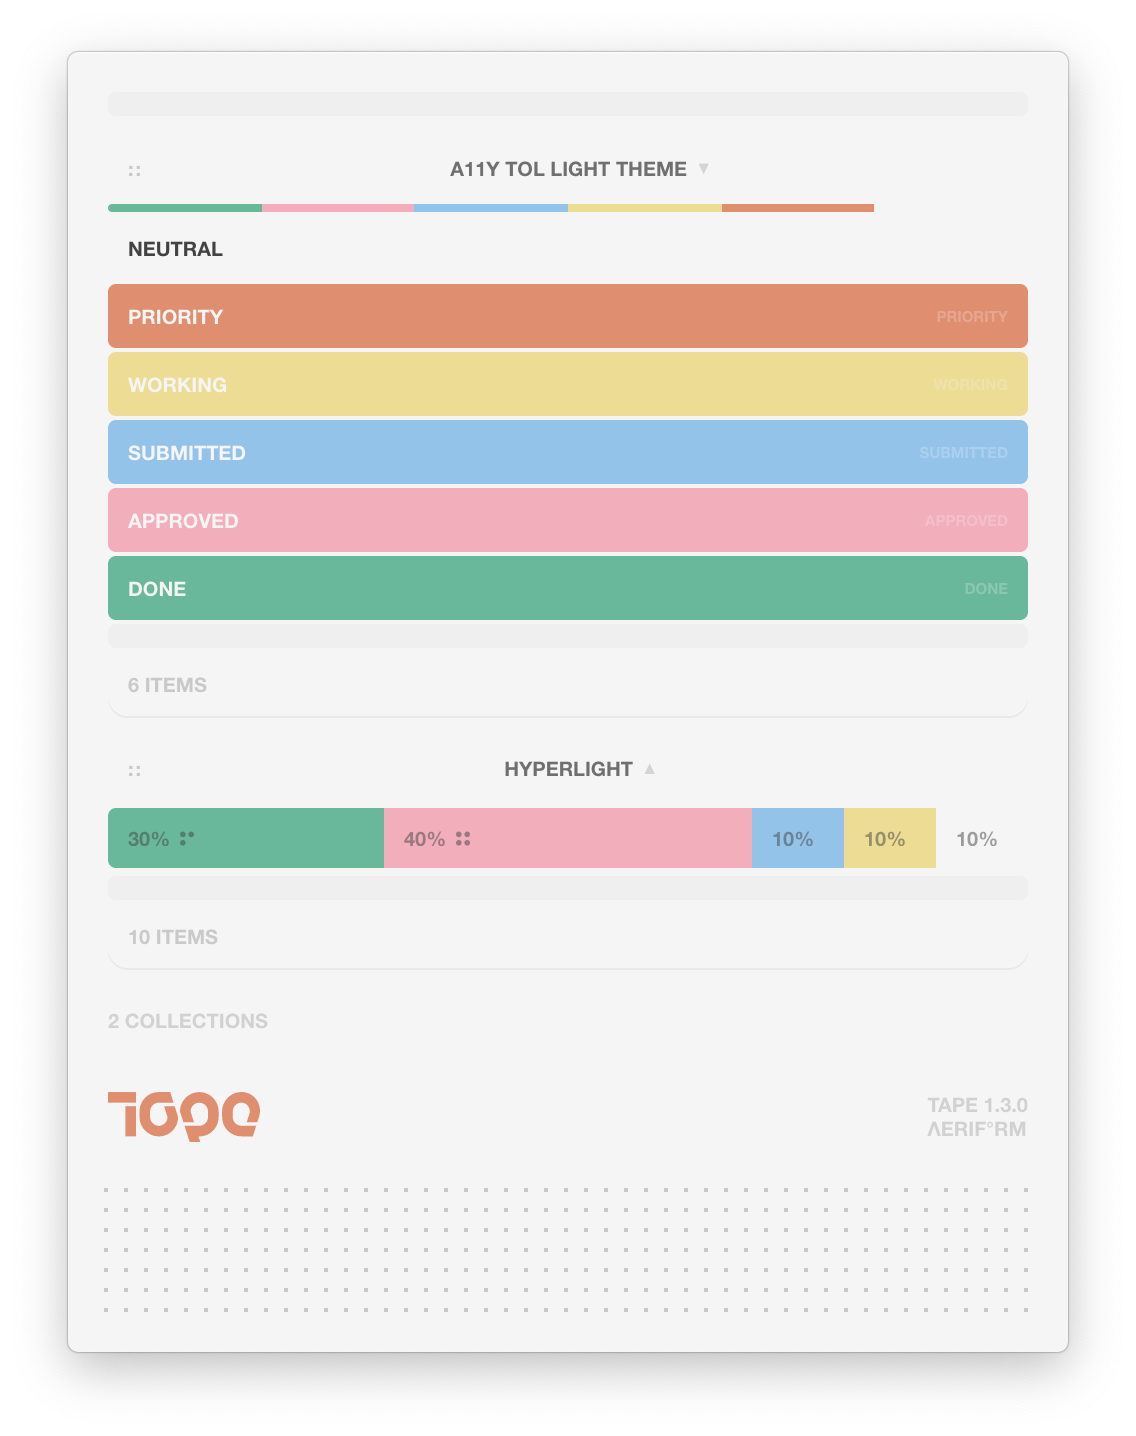 :: A11Y TOL LIGHT THEME ▼
NEUTRAL
PRIORITY PRIORITY
WORKING WORKING
SUBMITTED SUBMITTED
APPROVED APPROVED
DONE DONE
6 ITEMS
:: HYPERLIGHT ▲
30% 40% 10% 10% 10%
10 ITEMS
2 COLLECTIONS
Tape
TAPE 1.3.0
ΛERIF°RM